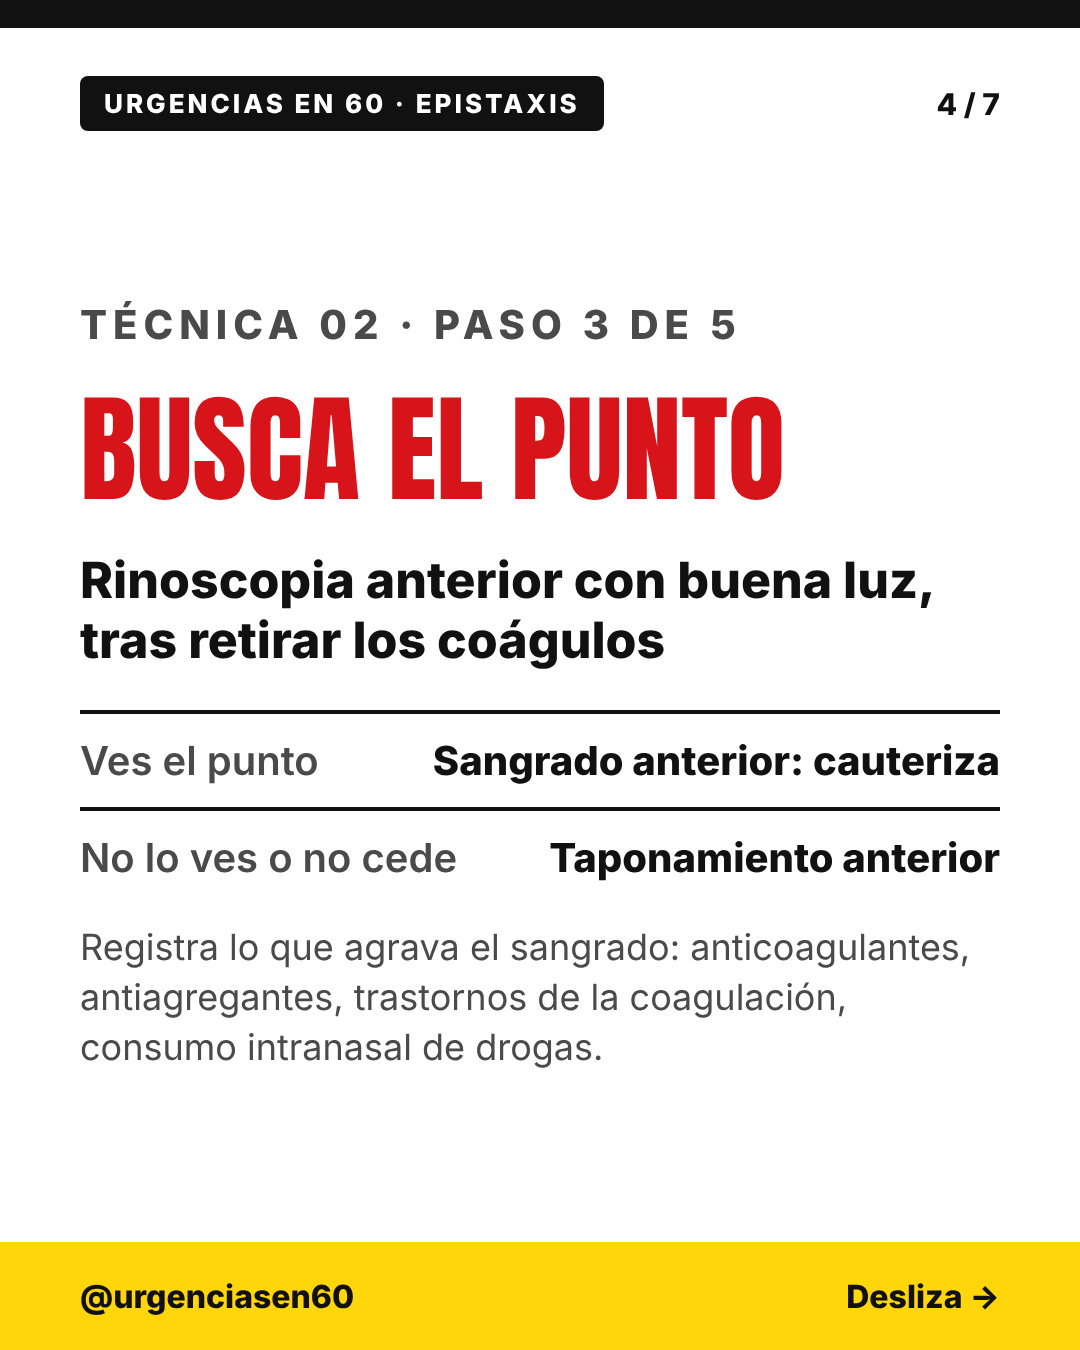 URGENCIAS EN 60 · EPISTAXIS
4 / 7
TÉCNICA 02 · PASO 3 DE 5
BUSCA EL PUNTO
Rinoscopia anterior con buena luz,
tras retirar los coágulos
Ves el punto Sangrado anterior: cauteriza
No lo ves o no cede Taponamiento anterior
Registra lo que agrava el sangrado: anticoagulantes,
antiagregantes, trastornos de la coagulación,
consumo intranasal de drogas.
@urgenciasen60 Desliza →